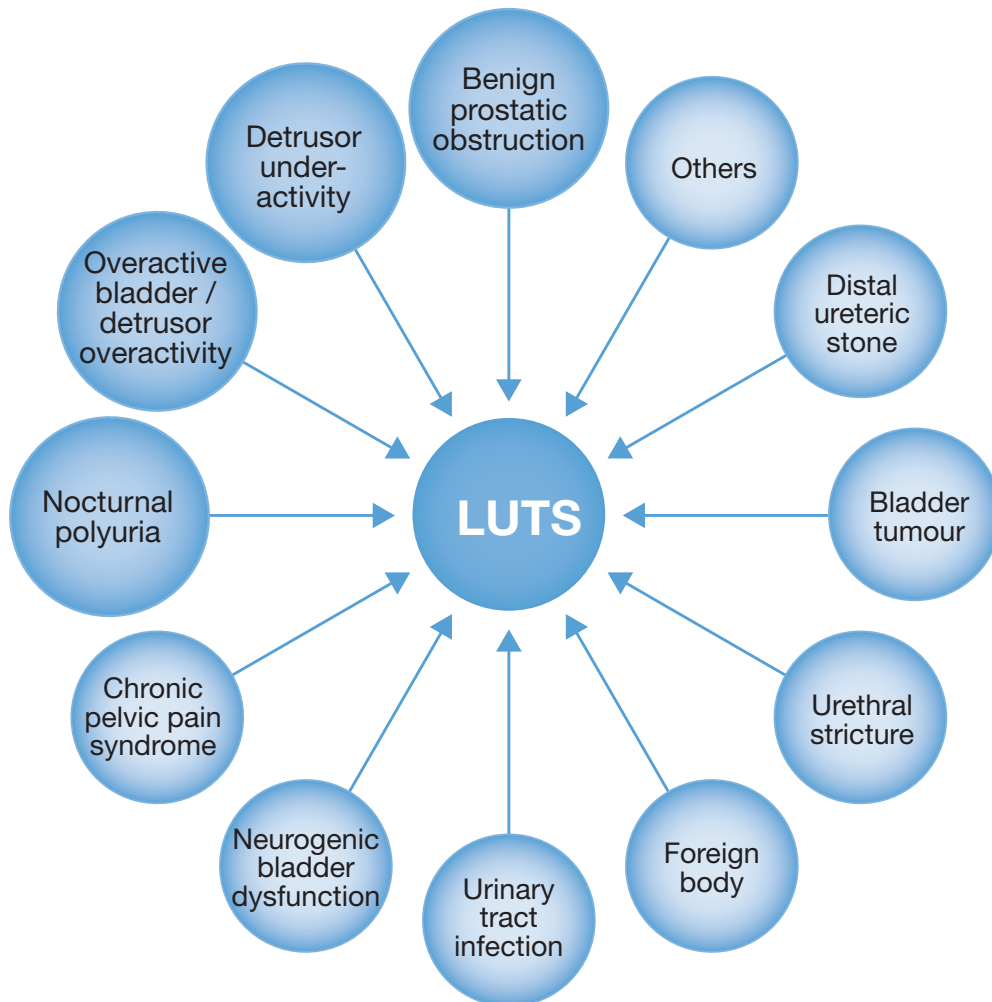 Benign
prostatic
obstruction
Others
Distal
ureteric
stone
Bladder
tumour
Urethral
stricture
Foreign
body
Urinary
tract
infection
Neurogenic
bladder
dysfunction
Chronic
pelvic pain
syndrome
Nocturnal
polyuria
Overactive
bladder /
detrusor
overactivity
Detrusor
under-
activity
LUTS